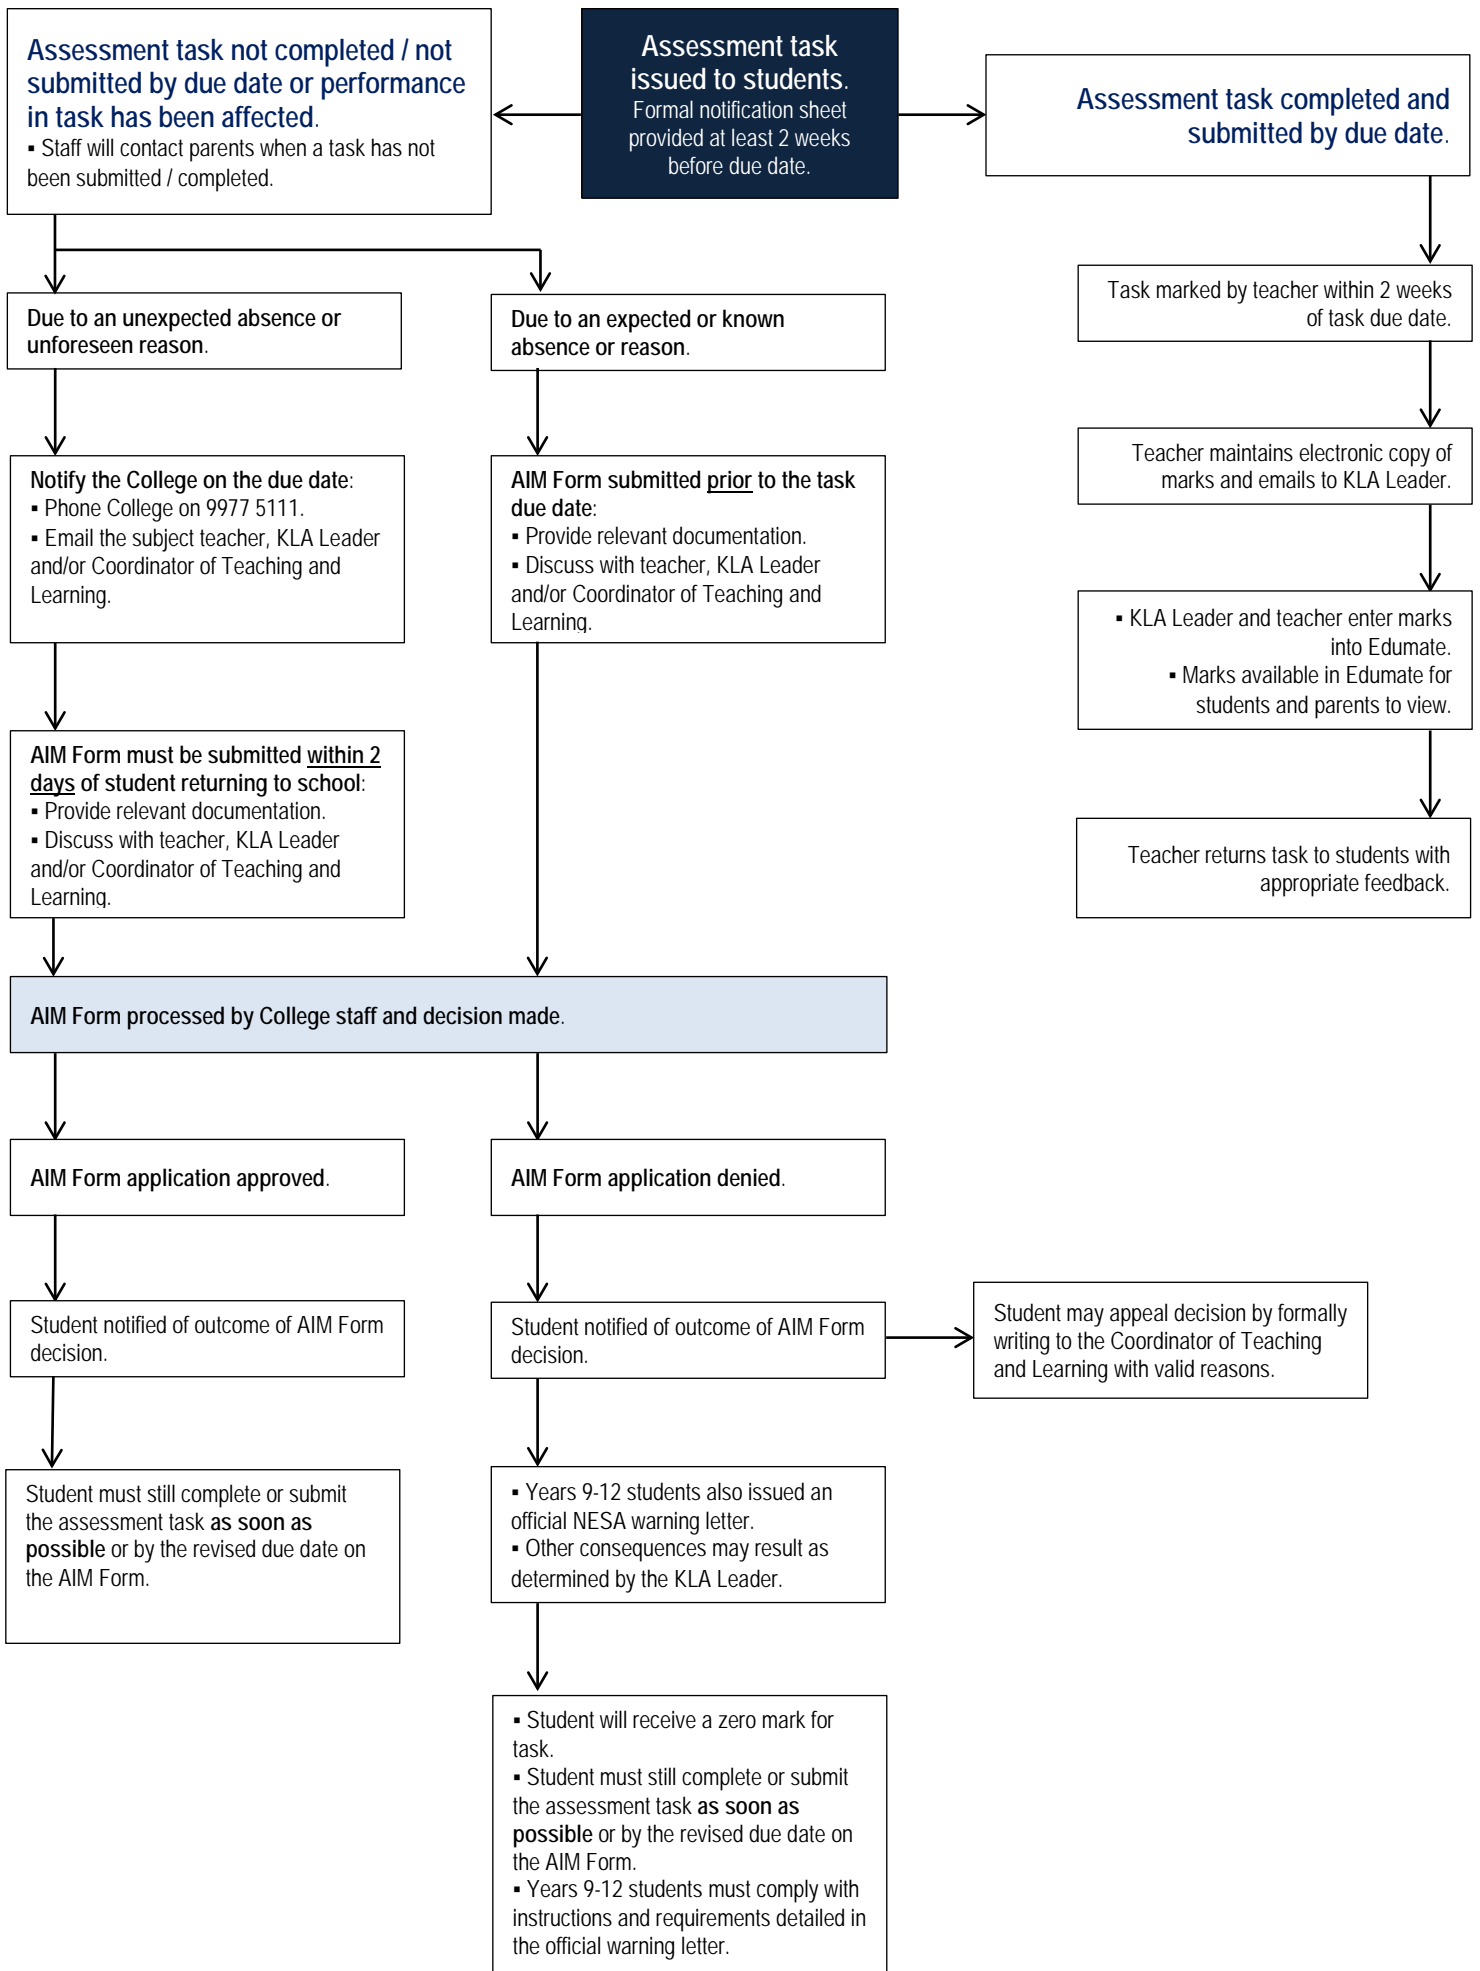 Assessment task not completed / not
submitted by due date or performance
in task has been affected.
▪ Staff will contact parents when a task has not
been submitted / completed.
Assessment task
issued to students.
Formal notification sheet
provided at least 2 weeks
before due date.
Assessment task completed and
submitted by due date.
Due to an unexpected absence or
unforeseen reason.
Due to an expected or known
absence or reason.
Task marked by teacher within 2 weeks
of task due date.
Notify the College on the due date:
▪ Phone College on 9977 5111.
▪ Email the subject teacher, KLA Leader
and/or Coordinator of Teaching and
Learning.
AIM Form submitted prior to the task
due date:
▪ Provide relevant documentation.
▪ Discuss with teacher, KLA Leader
and/or Coordinator of Teaching and
Learning.
Teacher maintains electronic copy of
marks and emails to KLA Leader.
▪ KLA Leader and teacher enter marks
into Edumate.
▪ Marks available in Edumate for
students and parents to view.
AIM Form must be submitted within 2
days of student returning to school:
▪ Provide relevant documentation.
▪ Discuss with teacher, KLA Leader
and/or Coordinator of Teaching and
Learning.
Teacher returns task to students with
appropriate feedback.
AIM Form processed by College staff and decision made.
AIM Form application approved.
AIM Form application denied.
Student notified of outcome of AIM Form
decision.
Student notified of outcome of AIM Form
decision.
Student may appeal decision by formally
writing to the Coordinator of Teaching
and Learning with valid reasons.
Student must still complete or submit
the assessment task as soon as
possible or by the revised due date on
the AIM Form.
▪ Years 9-12 students also issued an
official NESA warning letter.
▪ Other consequences may result as
determined by the KLA Leader.
▪ Student will receive a zero mark for
task.
▪ Student must still complete or submit
the assessment task as soon as
possible or by the revised due date on
the AIM Form.
▪ Years 9-12 students must comply with
instructions and requirements detailed in
the official warning letter.